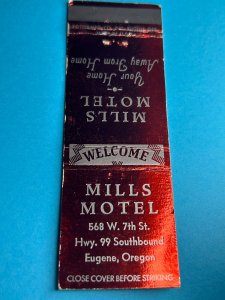 Your Home
Away From Home
MILLS
MOTEL
WELCOME
MILLS
MOTEL
568 W. 7th St.
Hwy. 99 Southbound
Eugene, Oregon
CLOSE COVER BEFORE STRIKING